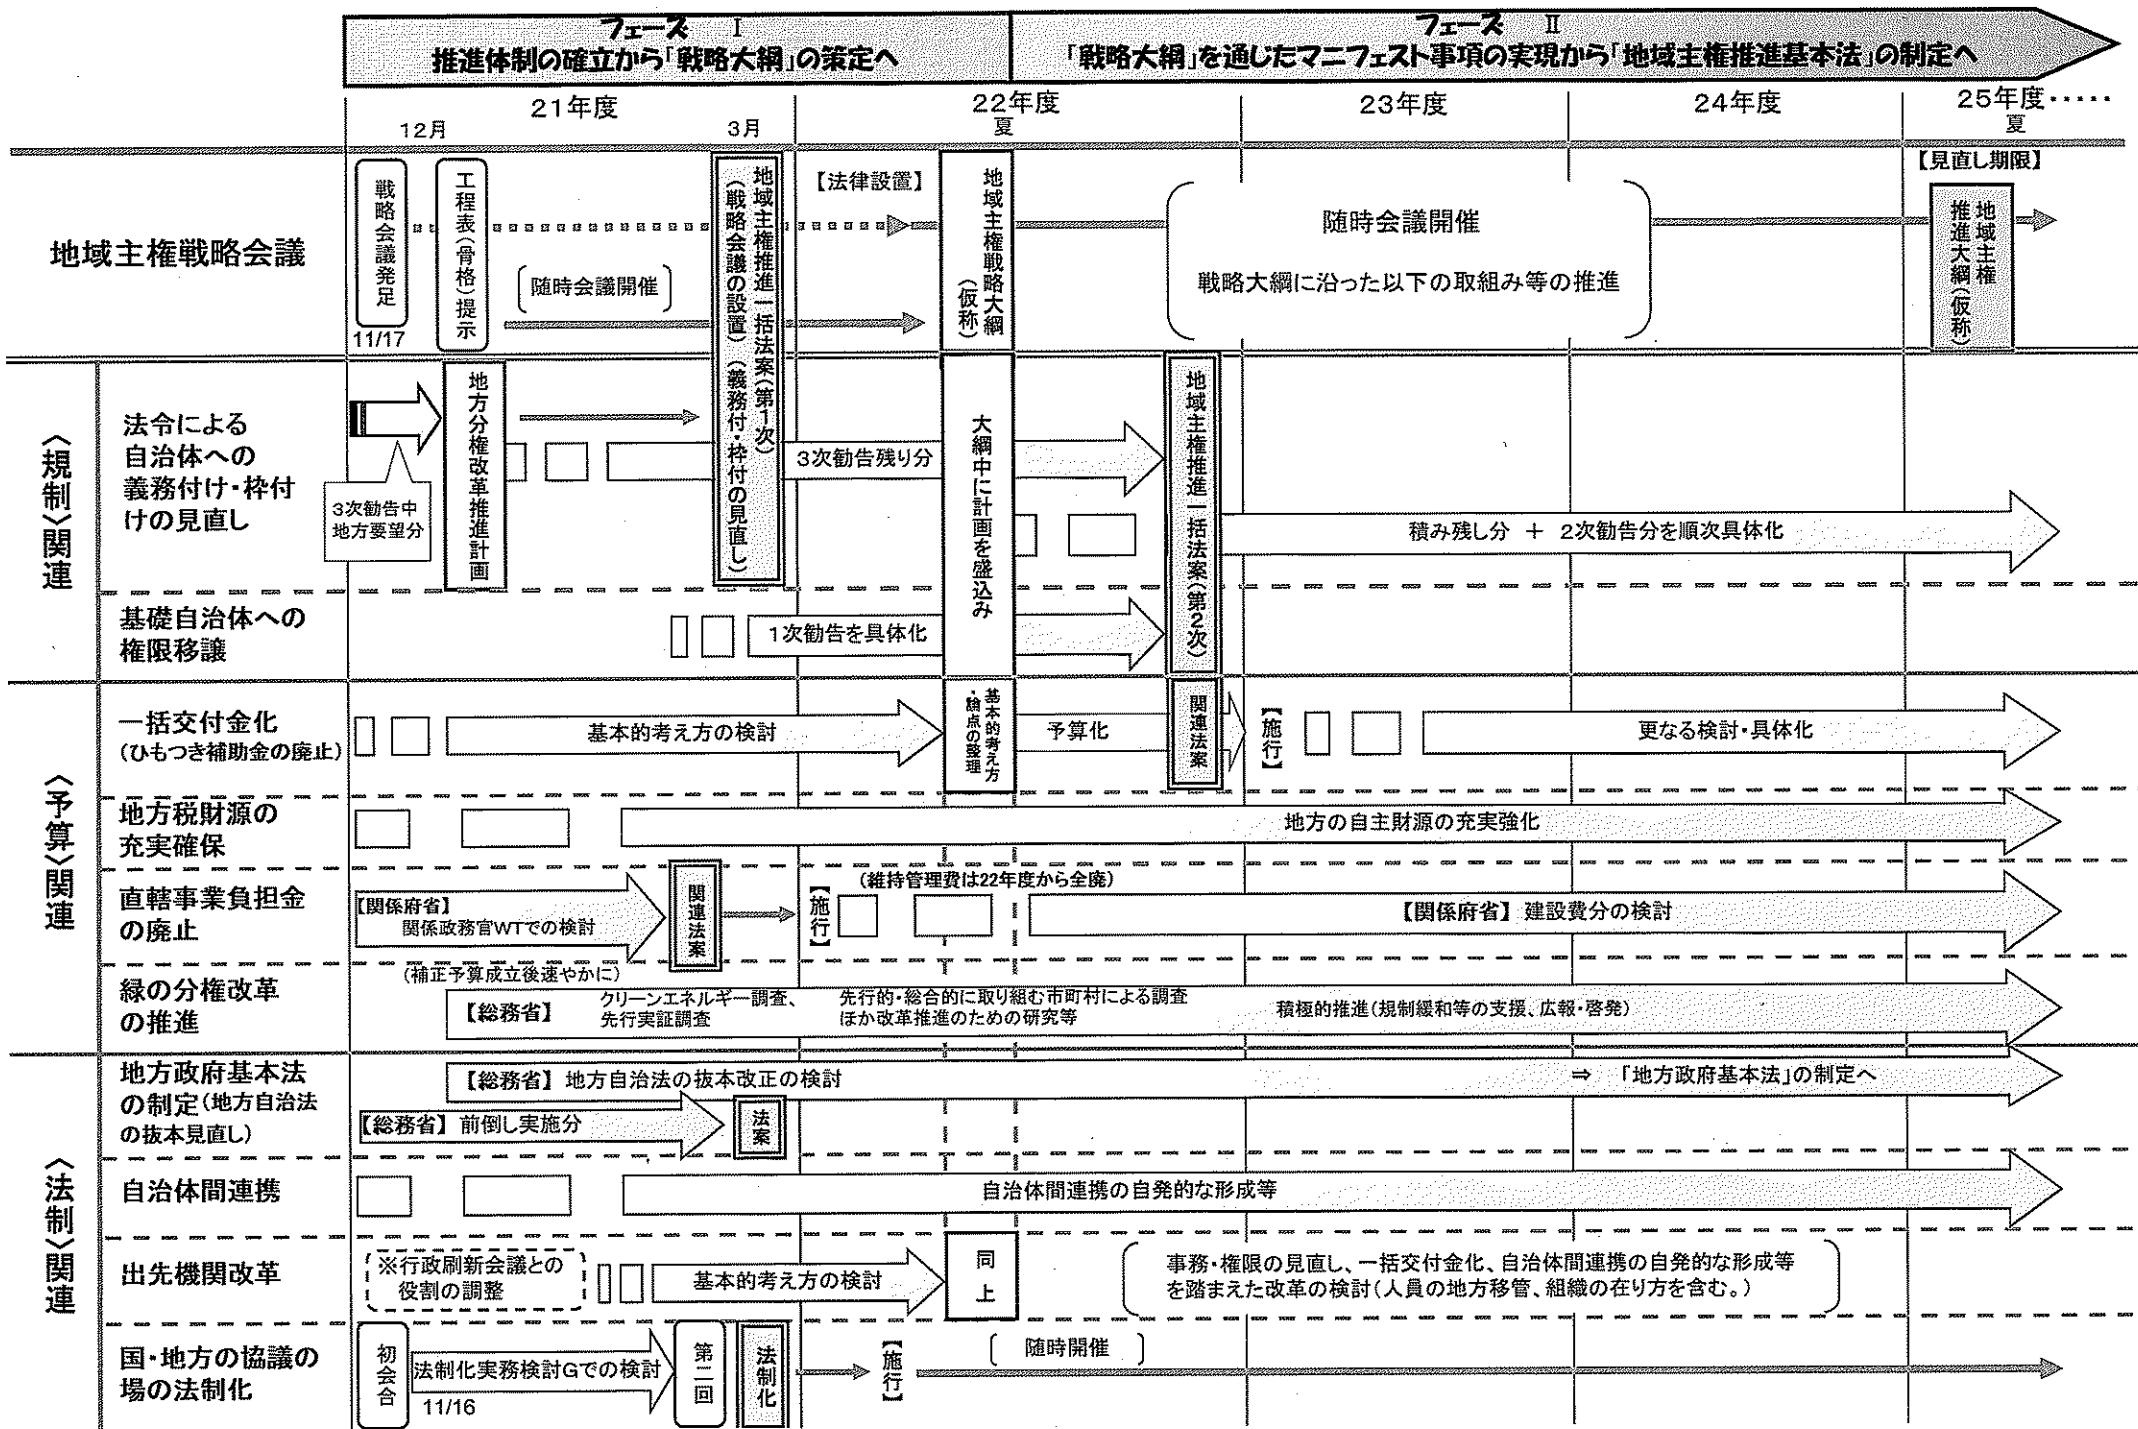 フェーズ Ⅰ
推進体制の確立から「戦略大綱」の策定へ
フェーズ Ⅱ
「戦略大綱」を通じたマニフェスト事項の実現から「地域主権推進基本法」の制定へ
21年度
22年度
23年度
24年度
25年度・・・・・
12月
3月
夏
夏
地域主権戦略会議
戦略会議発足
11/17
工程表(骨格)提示
〔随時会議開催〕
地域主権推進一括法案(第1次)
(戦略会議の設置)(義務付・枠付の見直し)
【法律設置】
地域主権戦略大綱
(仮称)
随時会議開催
戦略大綱に沿った以下の取組み等の推進
【見直し期限】
地域主権
推進大綱(仮称)
〈規制〉関連
法令による
自治体への
義務付け・枠付
けの見直し
3次勧告中
地方要望分
地方分権改革推進計画
3次勧告残り分
大綱中に計画を盛込み
地域主権推進一括法案(第2次)
積み残し分 + 2次勧告分を順次具体化
基礎自治体への
権限移譲
1次勧告を具体化
〈予算〉関連
一括交付金化
(ひもつき補助金の廃止)
基本的考え方の検討
基本的考え方
・論点の整理
予算化
関連法案
【施行】
更なる検討・具体化
地方税財源の
充実確保
地方の自主財源の充実強化
直轄事業負担金
の廃止
【関係府省】
関係政務官WTでの検討
関連法案
【施行】
(維持管理費は22年度から全廃)
【関係府省】建設費分の検討
緑の分権改革
の推進
(補正予算成立後速やかに)
【総務省】
クリーンエネルギー調査、
先行実証調査
先行的・総合的に取り組む市町村による調査
ほか改革推進のための研究等
積極的推進(規制緩和等の支援、広報・啓発)
〈法制〉関連
地方政府基本法
の制定(地方自治法
の抜本見直し)
【総務省】地方自治法の抜本改正の検討
⇒ 「地方政府基本法」の制定へ
【総務省】前倒し実施分
法案
自治体間連携
自治体間連携の自発的な形成等
出先機関改革
※行政刷新会議との
役割の調整
基本的考え方の検討
同上
事務・権限の見直し、一括交付金化、自治体間連携の自発的な形成等
を踏まえた改革の検討(人員の地方移管、組織の在り方を含む。)
国・地方の協議の
場の法制化
初会合
法制化実務検討Gでの検討
11/16
第二回
法制化
【施行】
〔随時開催〕